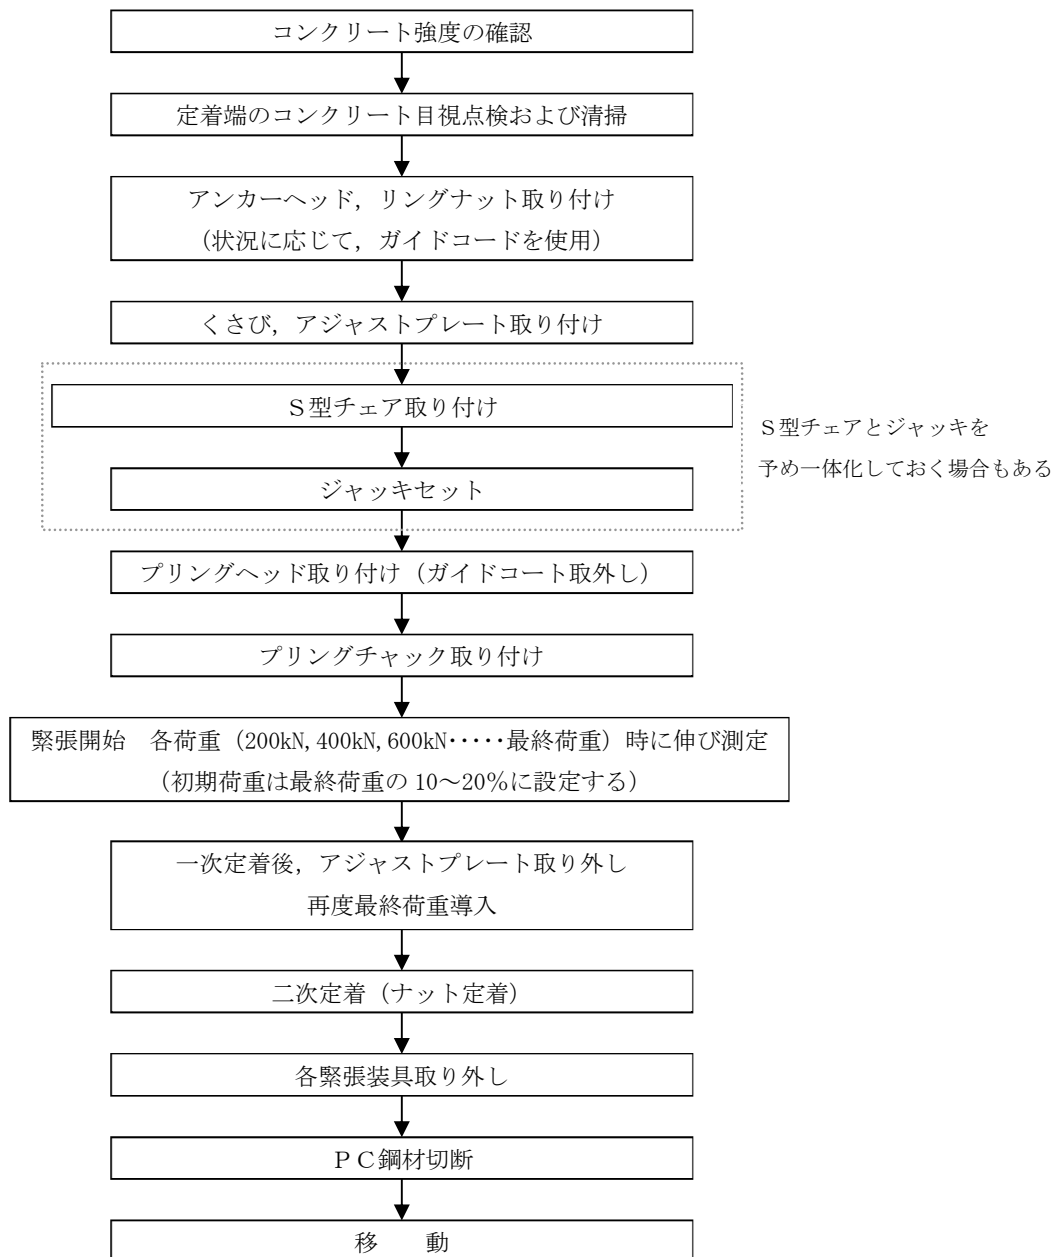 コンクリート強度の確認
定着端のコンクリート目視点検および清掃
アンカーヘッド，リングナット取り付け
（状況に応じて，ガイドコードを使用）
くさび，アジャストプレート取り付け
Ｓ型チェア取り付け
ジャッキセット
Ｓ型チェアとジャッキを
予め一体化しておく場合もある
プリングヘッド取り付け（ガイドコート取外し）
プリングチャック取り付け
緊張開始　各荷重（200kN, 400kN, 600kN・・・・・最終荷重）時に伸び測定
（初期荷重は最終荷重の 10～20％に設定する）
一次定着後，アジャストプレート取り外し
再度最終荷重導入
二次定着（ナット定着）
各緊張装具取り外し
ＰＣ鋼材切断
移　　動